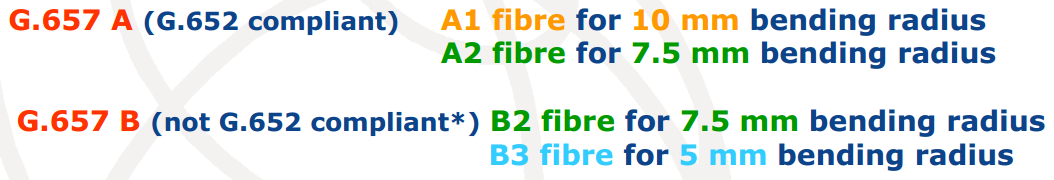 G.657 A (G.652 compliant) A1 fibre for 10 mm bending radius
A2 fibre for 7.5 mm bending radius
G.657 B (not G.652 compliant*) B2 fibre for 7.5 mm bending radius
B3 fibre for 5 mm bending radius